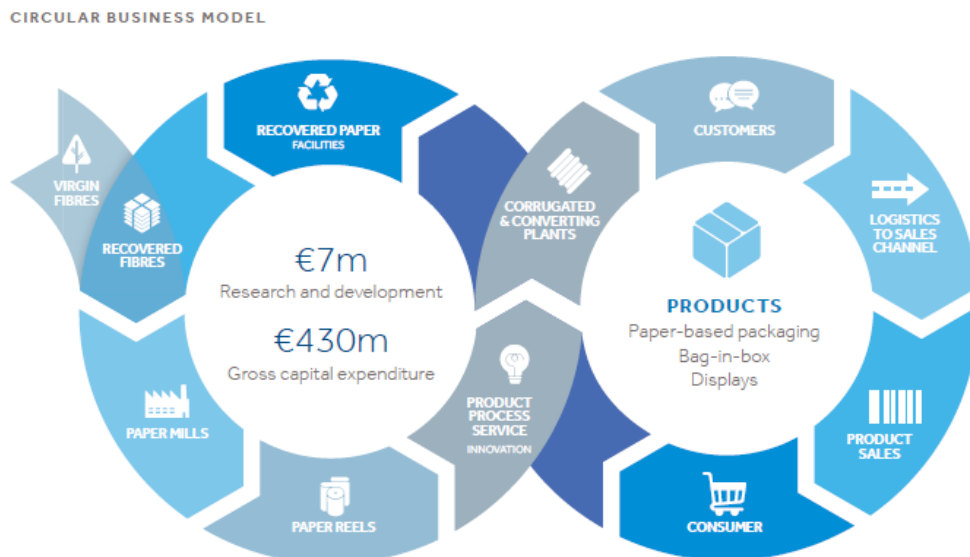 CIRCULAR BUSINESS MODEL
VIRGIN
FIBRES
RECOVERED
FIBRES
RECOVERED PAPER
FACILITIES
€7m
Research and development
€430m
Gross capital expenditure
PAPER MILLS
PAPER REELS
PRODUCT
PROCESS
SERVICE
INNOVATION
CORRUGATED
& CONVERTING
PLANTS
CUSTOMERS
LOGISTICS
TO SALES
CHANNEL
PRODUCTS
Paper-based packaging
Bag-in-box
Displays
PRODUCT
SALES
CONSUMER